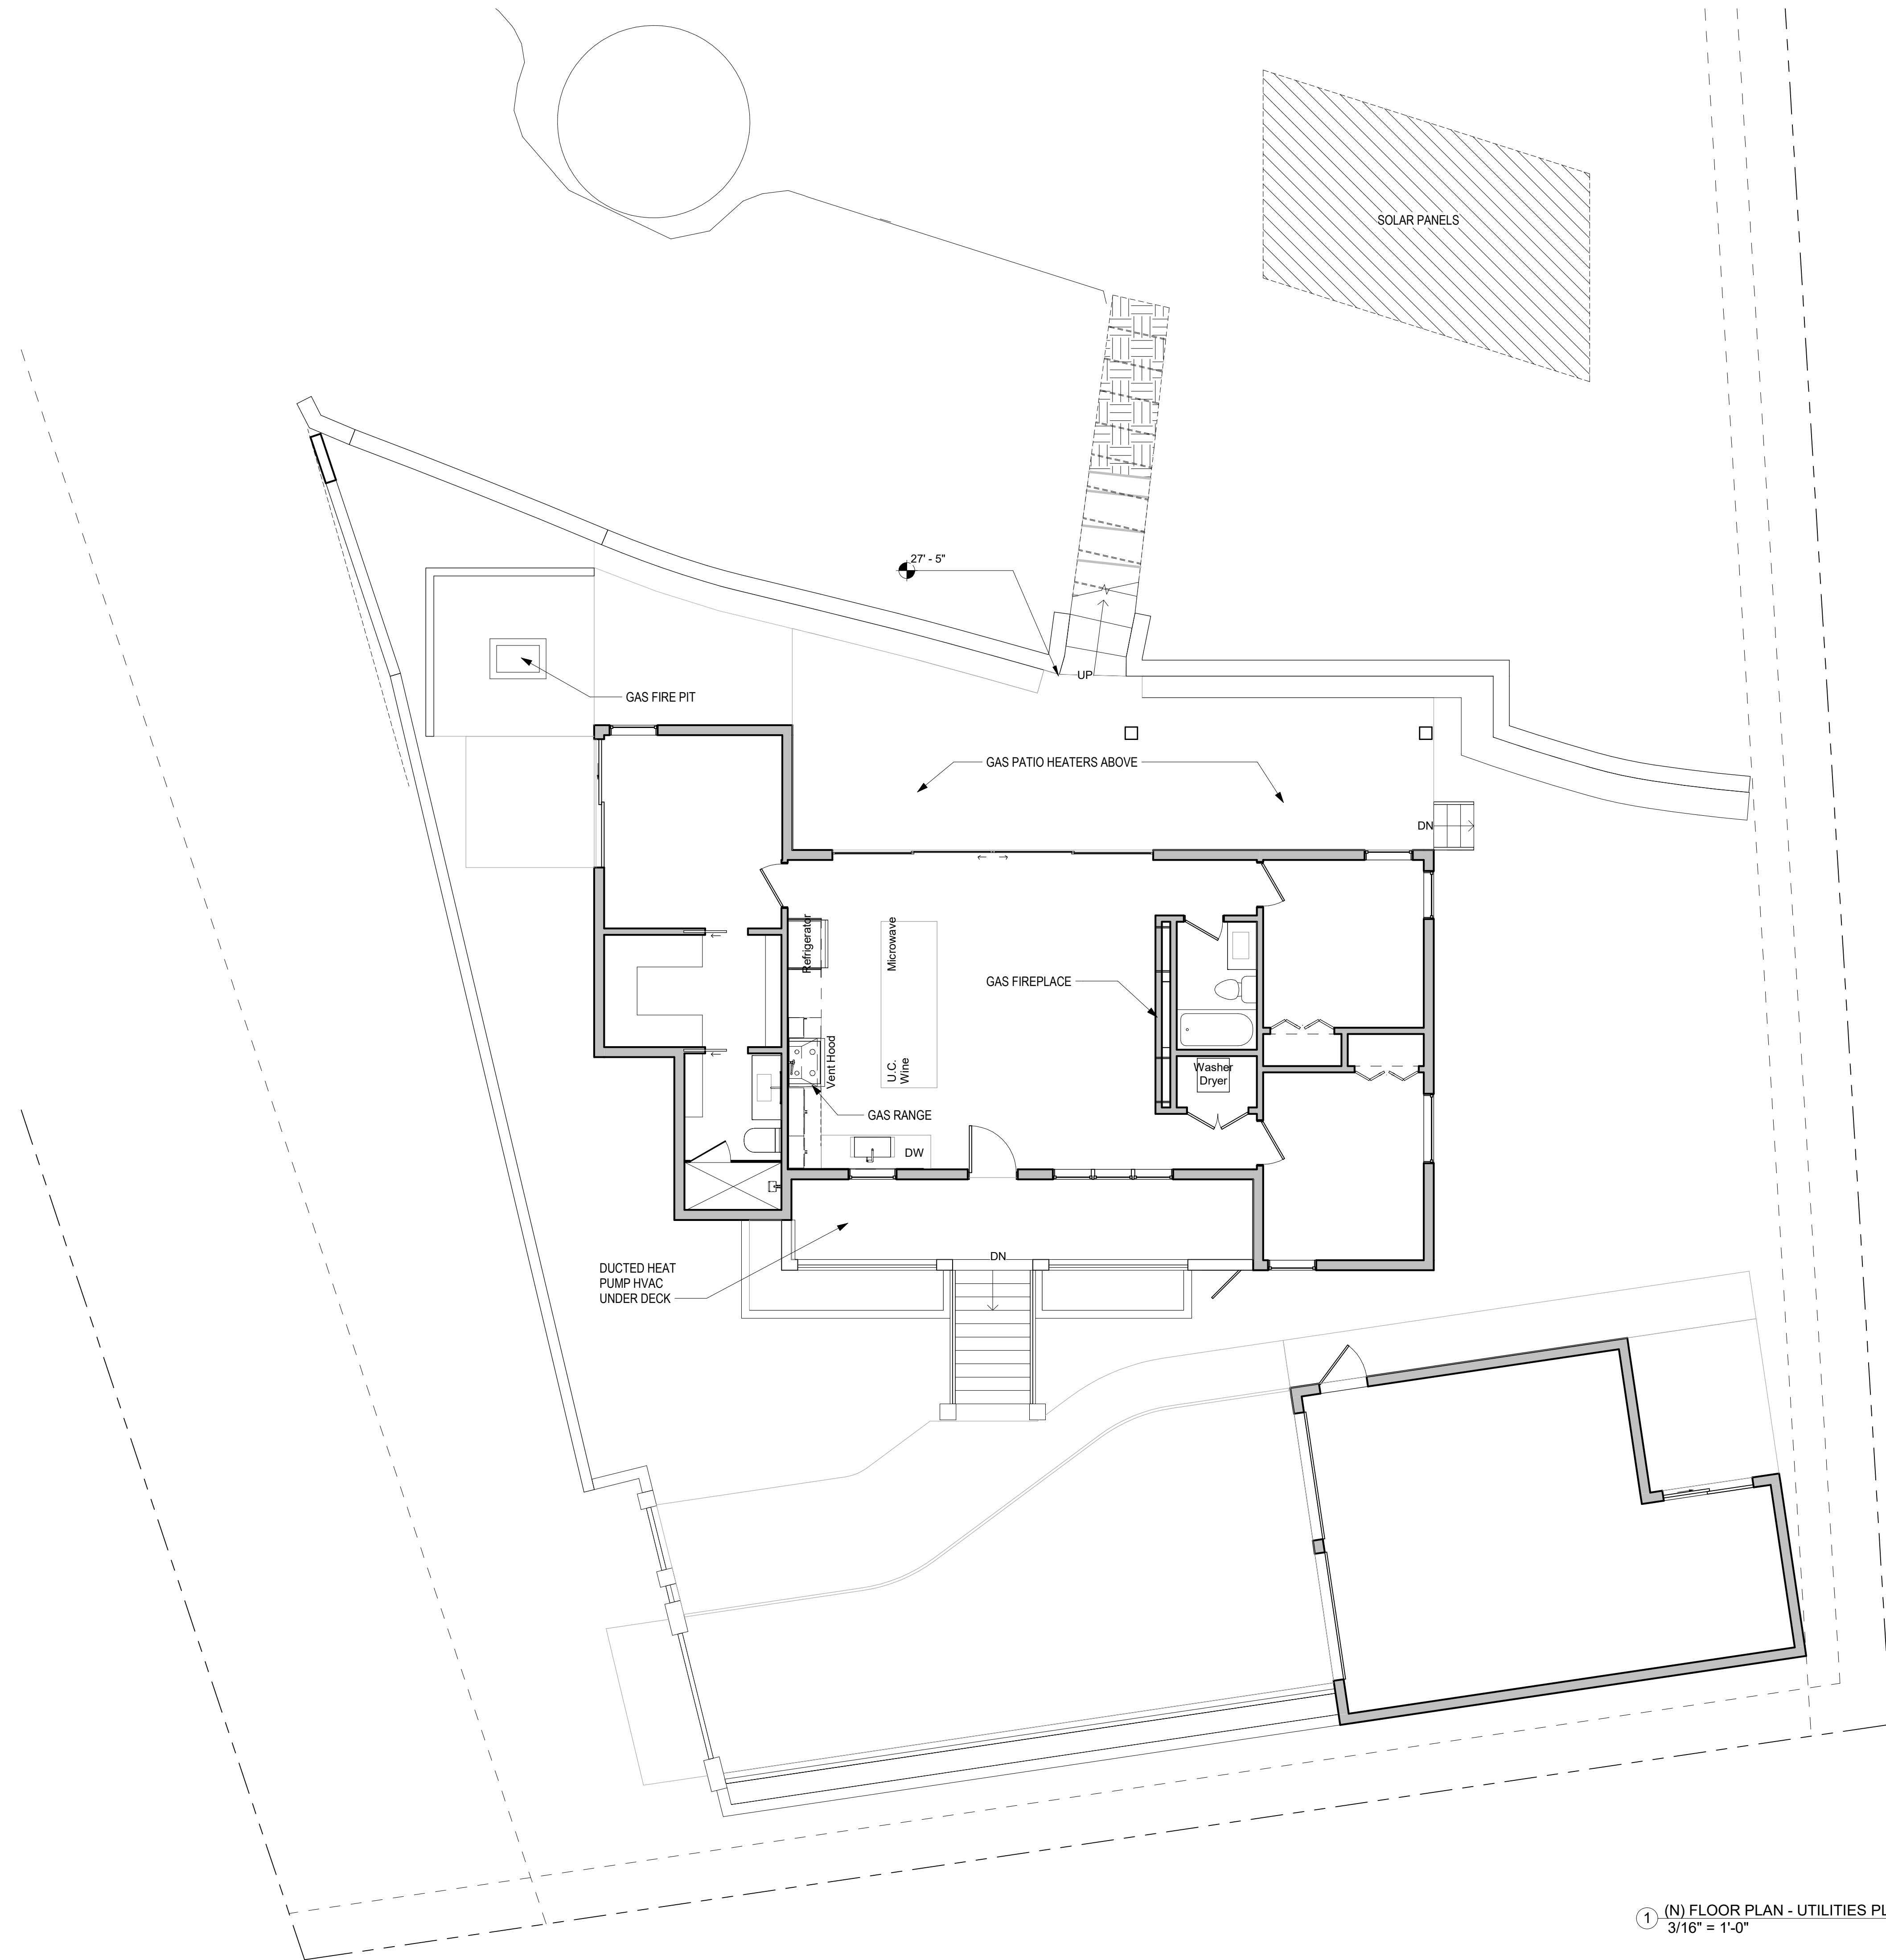 SOLAR PANELS
27' - 5"
UP
GAS FIRE PIT
GAS PATIO HEATERS ABOVE
DN
Refrigerator
Microwave
GAS FIREPLACE
Vent Hood
U.C.
Wine
Washer
Dryer
GAS RANGE
DW
DN
DUCTED HEAT
PUMP HVAC
UNDER DECK
1
(N) FLOOR PLAN - UTILITIES PL
3/16" = 1'-0"